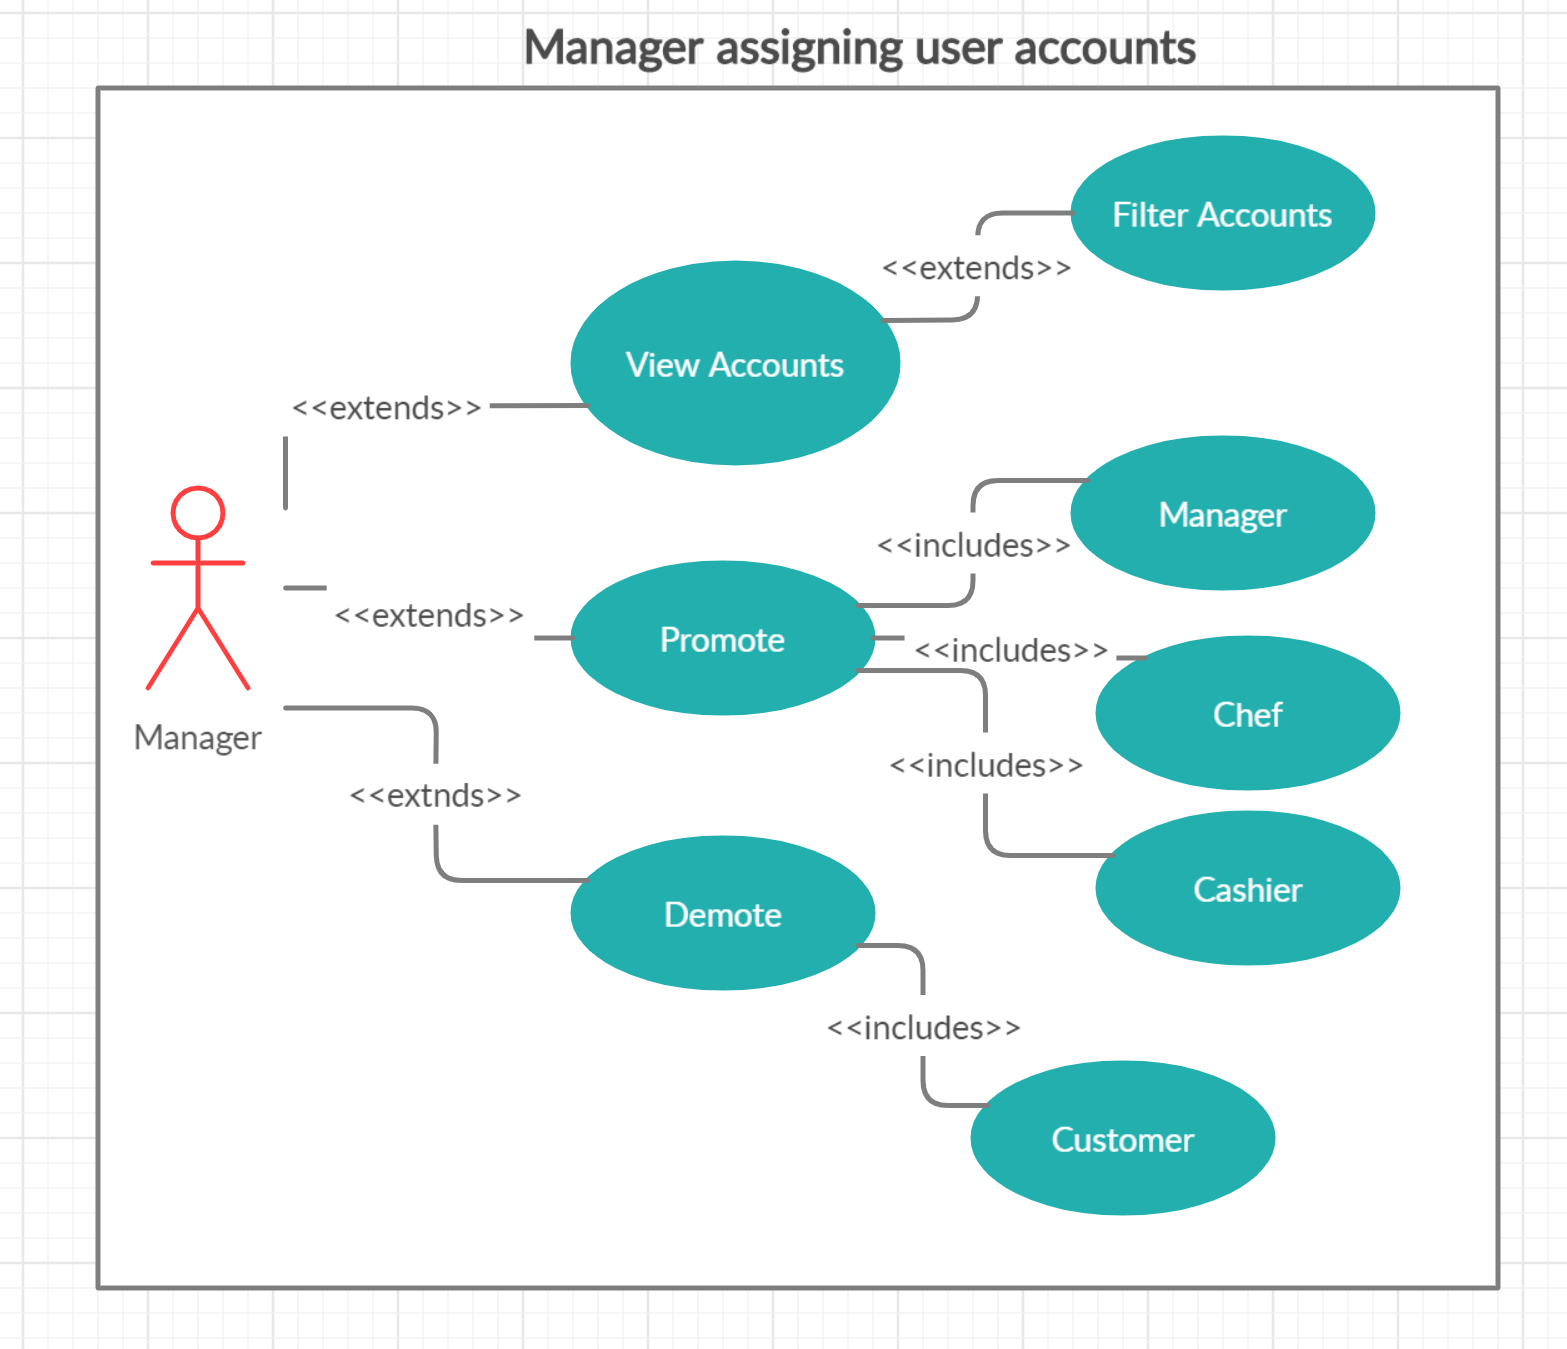 Manager assigning user accounts
Filter Accounts
<<extends>>
View Accounts
<<extends>>
Manager
<<includes>>
<<extends>>
Promote
<<includes>>
Chef
Manager
<<includes>>
<<extnds>>
Cashier
Demote
<<includes>>
Customer